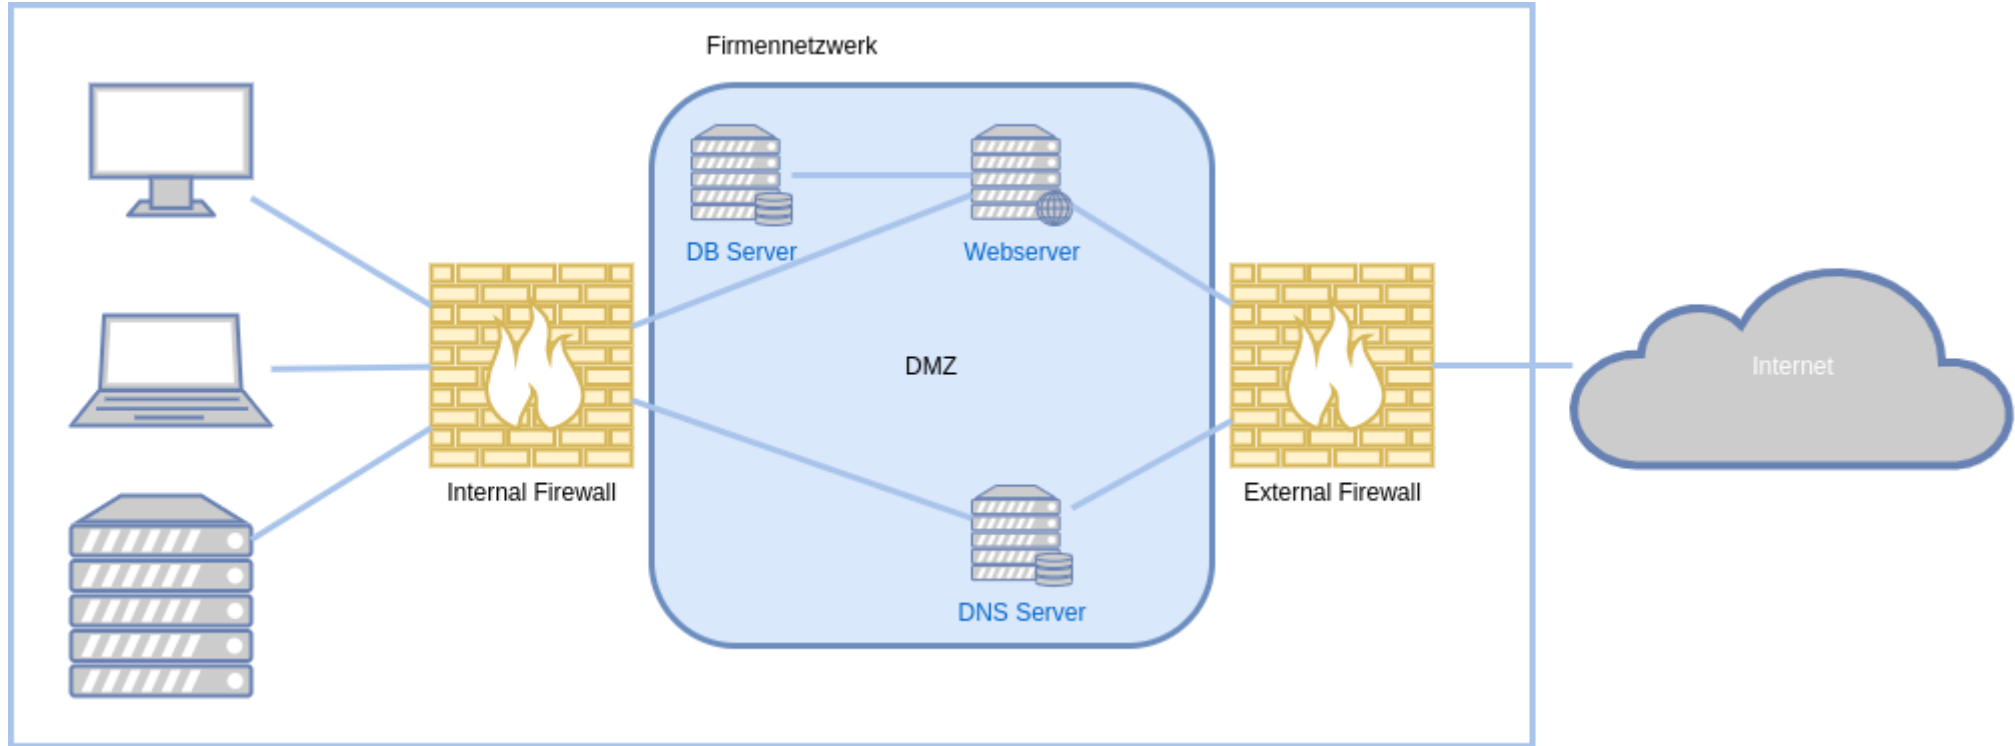 Firmennetzwerk
DB Server
Webserver
DMZ
Internet
Internal Firewall
External Firewall
DNS Server